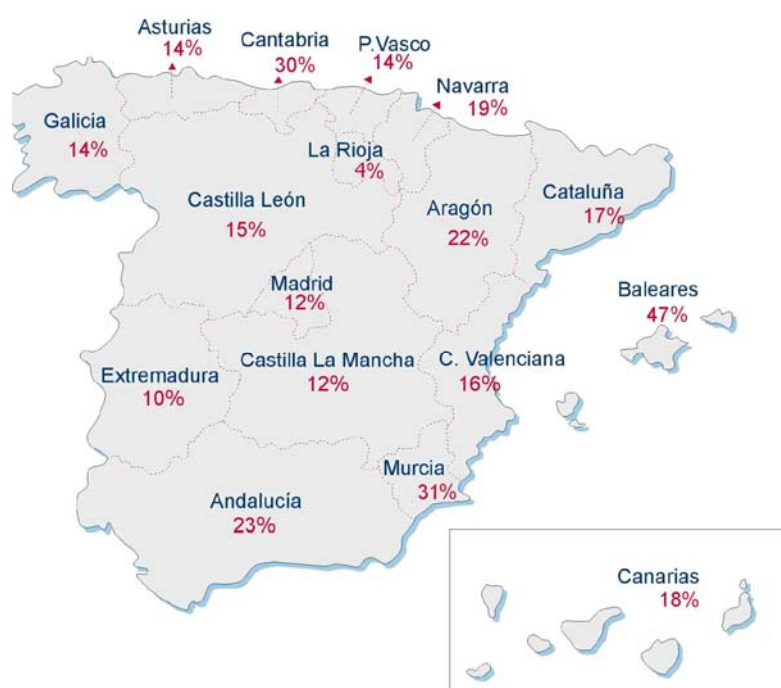 Asturias
14%
Cantabria
30%
P.Vasco
14%
Navarra
19%
Galicia
14%
La Rioja
4%
Castilla León
15%
Aragón
22%
Cataluña
17%
Madrid
12%
Baleares
47%
Extremadura
10%
Castilla La Mancha
12%
C. Valenciana
16%
Murcia
31%
Andalucía
23%
Canarias
18%